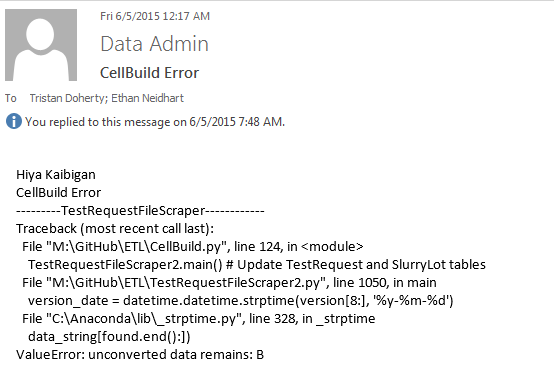 Fri 6/5/2015 12:17 AM
Data Admin
CellBuild Error
To Tristan Doherty; Ethan Neidhart
You replied to this message on 6/5/2015 7:48 AM.
Hiya Kaibigan
CellBuild Error
---------TestRequestFileScraper------------
Traceback (most recent call last):
File "M:\GitHub\ETL\CellBuild.py", line 124, in <module>
TestRequestFileScraper2.main() # Update TestRequest and SlurryLot tables
File "M:\GitHub\ETL\TestRequestFileScraper2.py", line 1050, in main
version_date = datetime.datetime.strptime(version[8:], '%y-%m-%d')
File "C:\Anaconda\lib\_strptime.py", line 328, in _strptime
data_string[found.end():])
ValueError: unconverted data remains: B